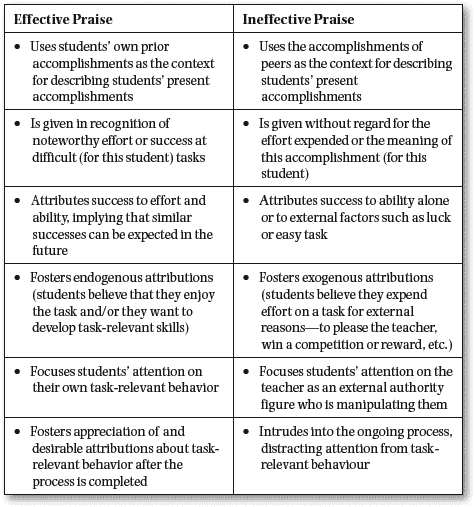 Effective Praise
Ineffective Praise
• Uses students' own prior
accomplishments as the context
for describing students' present
accomplishments
• Uses the accomplishments of
peers as the context for describing
students' present
accomplishments
• Is given in recognition of
noteworthy effort or success at
difficult (for this student) tasks
• Is given without regard for the
effort expended or the meaning of
this accomplishment (for this
student)
• Attributes success to effort and
ability, implying that similar
successes can be expected in the
future
• Attributes success to ability alone
or to external factors such as luck
or easy task
• Fosters endogenous attributions
(students believe that they enjoy
the task and/or they want to
develop task-relevant skills)
• Fosters exogenous attributions
(students believe they expend
effort on a task for external
reasons—to please the teacher,
win a competition or reward, etc.)
• Focuses students' attention on
their own task-relevant behavior
• Focuses students' attention on the
teacher as an external authority
figure who is manipulating them
• Fosters appreciation of and
desirable attributions about task-
relevant behavior after the
process is completed
• Intrudes into the ongoing process,
distracting attention from task-
relevant behaviour